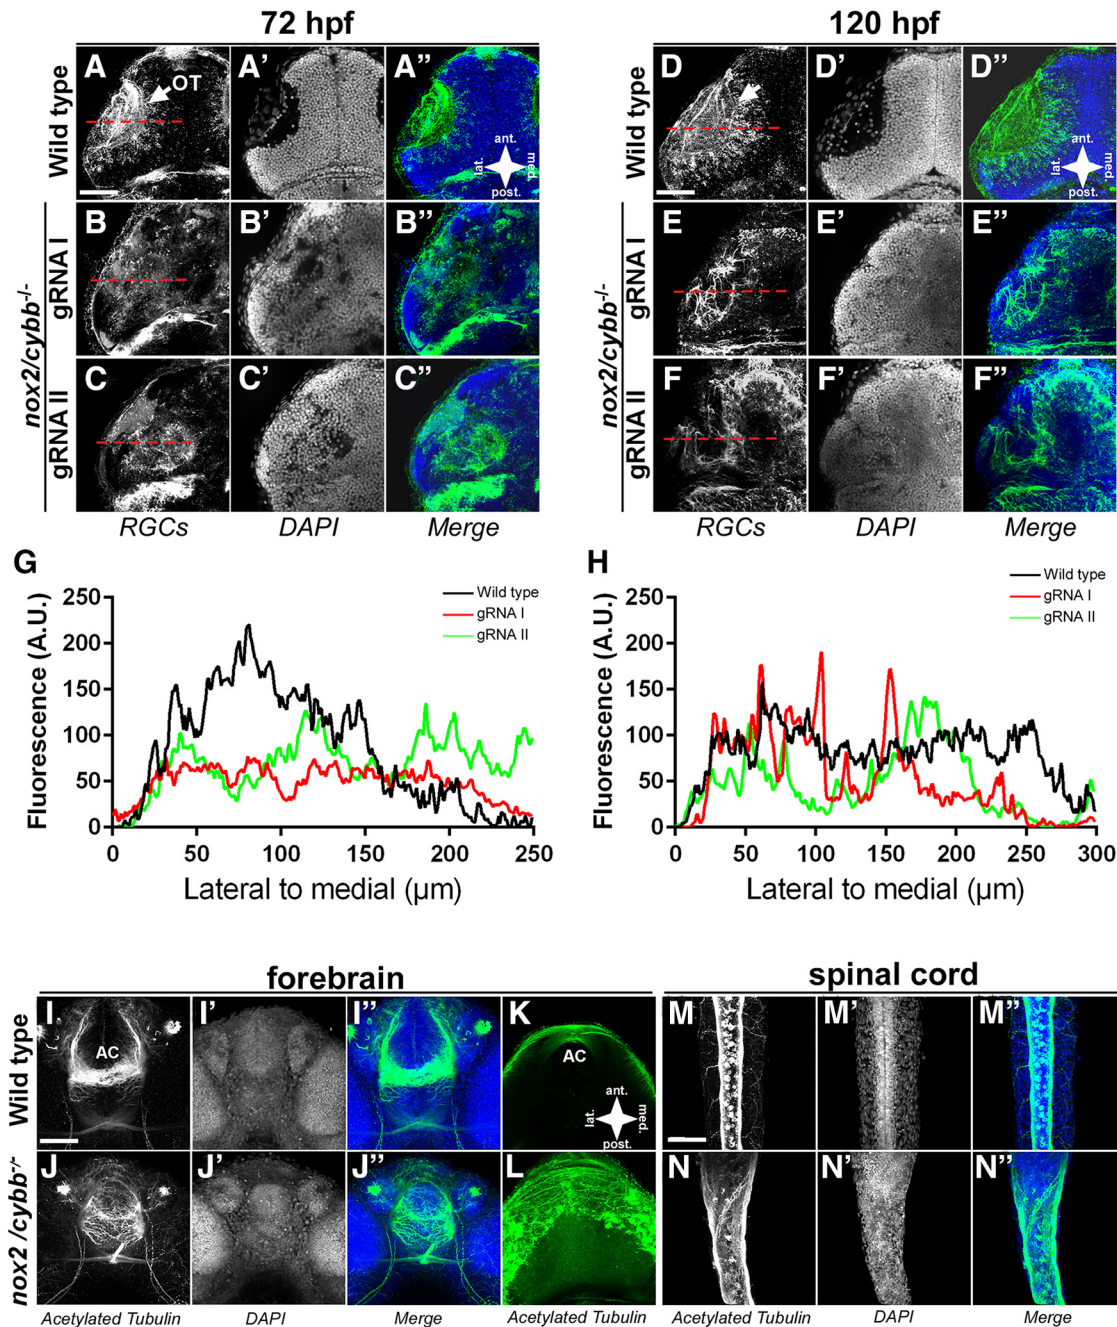 72 hpf
120 hpf
Wild type
A
OT
A'
A"
ant.
lat.
med.
post.
D
D'
D"
ant.
lat.
med.
post.
nox2/cybb-/-
gRNA I
B
B'
B"
nox2/cybb-/-
gRNA I
E
E'
E"
gRNA II
C
C'
C"
gRNA II
F
F'
F"
Wild type
RGCs DAPI Merge
RGCs DAPI Merge
G
Wild type
gRNA I
gRNA II
Fluorescence (A.U.)
250
200
150
100
50
0
0 50 100 150 200 250
Lateral to medial (µm)
H
Wild type
gRNA I
gRNA II
Fluorescence (A.U.)
250
200
150
100
50
0
0 50 100 150 200 250 300
Lateral to medial (µm)
forebrain
spinal cord
Wild type
I
AC
I'
I"
K
AC
ant.
lat.
med.
post.
M
M'
M"
nox2 /cybb-/-
J
J'
J"
L
N
N'
N"
Acetylated Tubulin DAPI Merge Acetylated Tubulin Acetylated Tubulin DAPI Merge